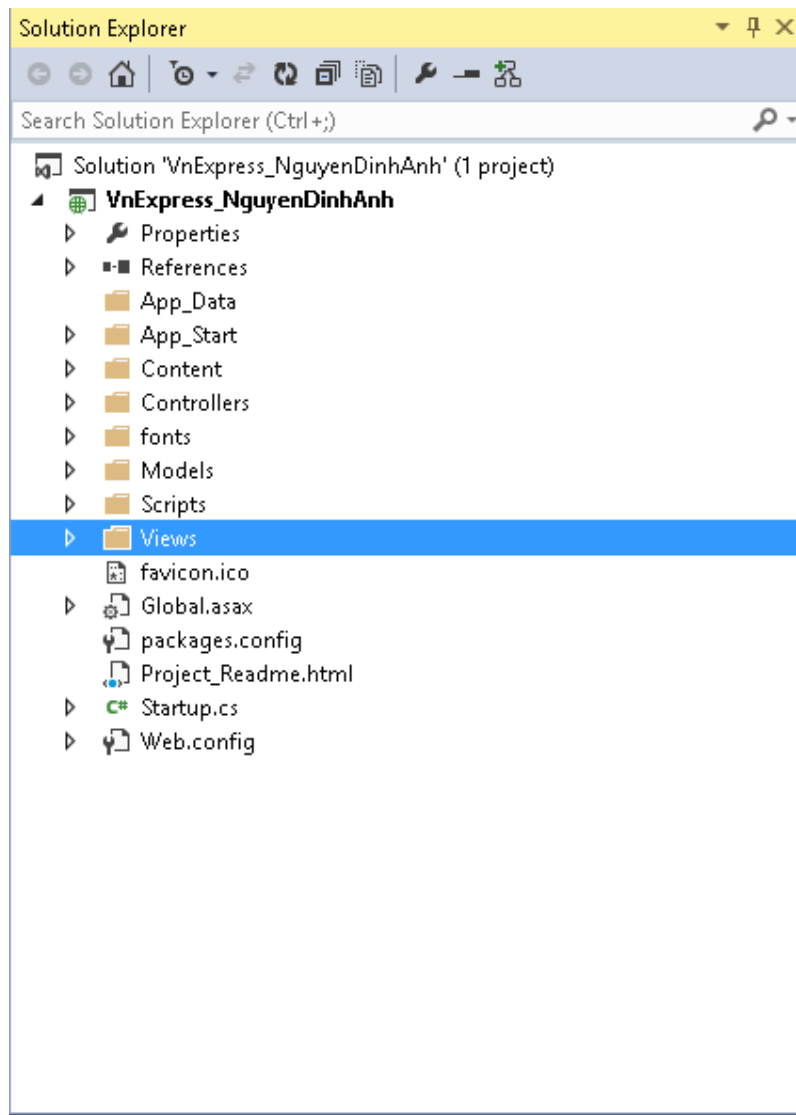 Solution Explorer
Search Solution Explorer (Ctrl+;)
Solution 'VnExpress_NguyenDinhAnh' (1 project)
VnExpress_NguyenDinhAnh
Properties
References
App_Data
App_Start
Content
Controllers
fonts
Models
Scripts
Views
favicon.ico
Global.asax
packages.config
Project_Readme.html
C# Startup.cs
Web.config